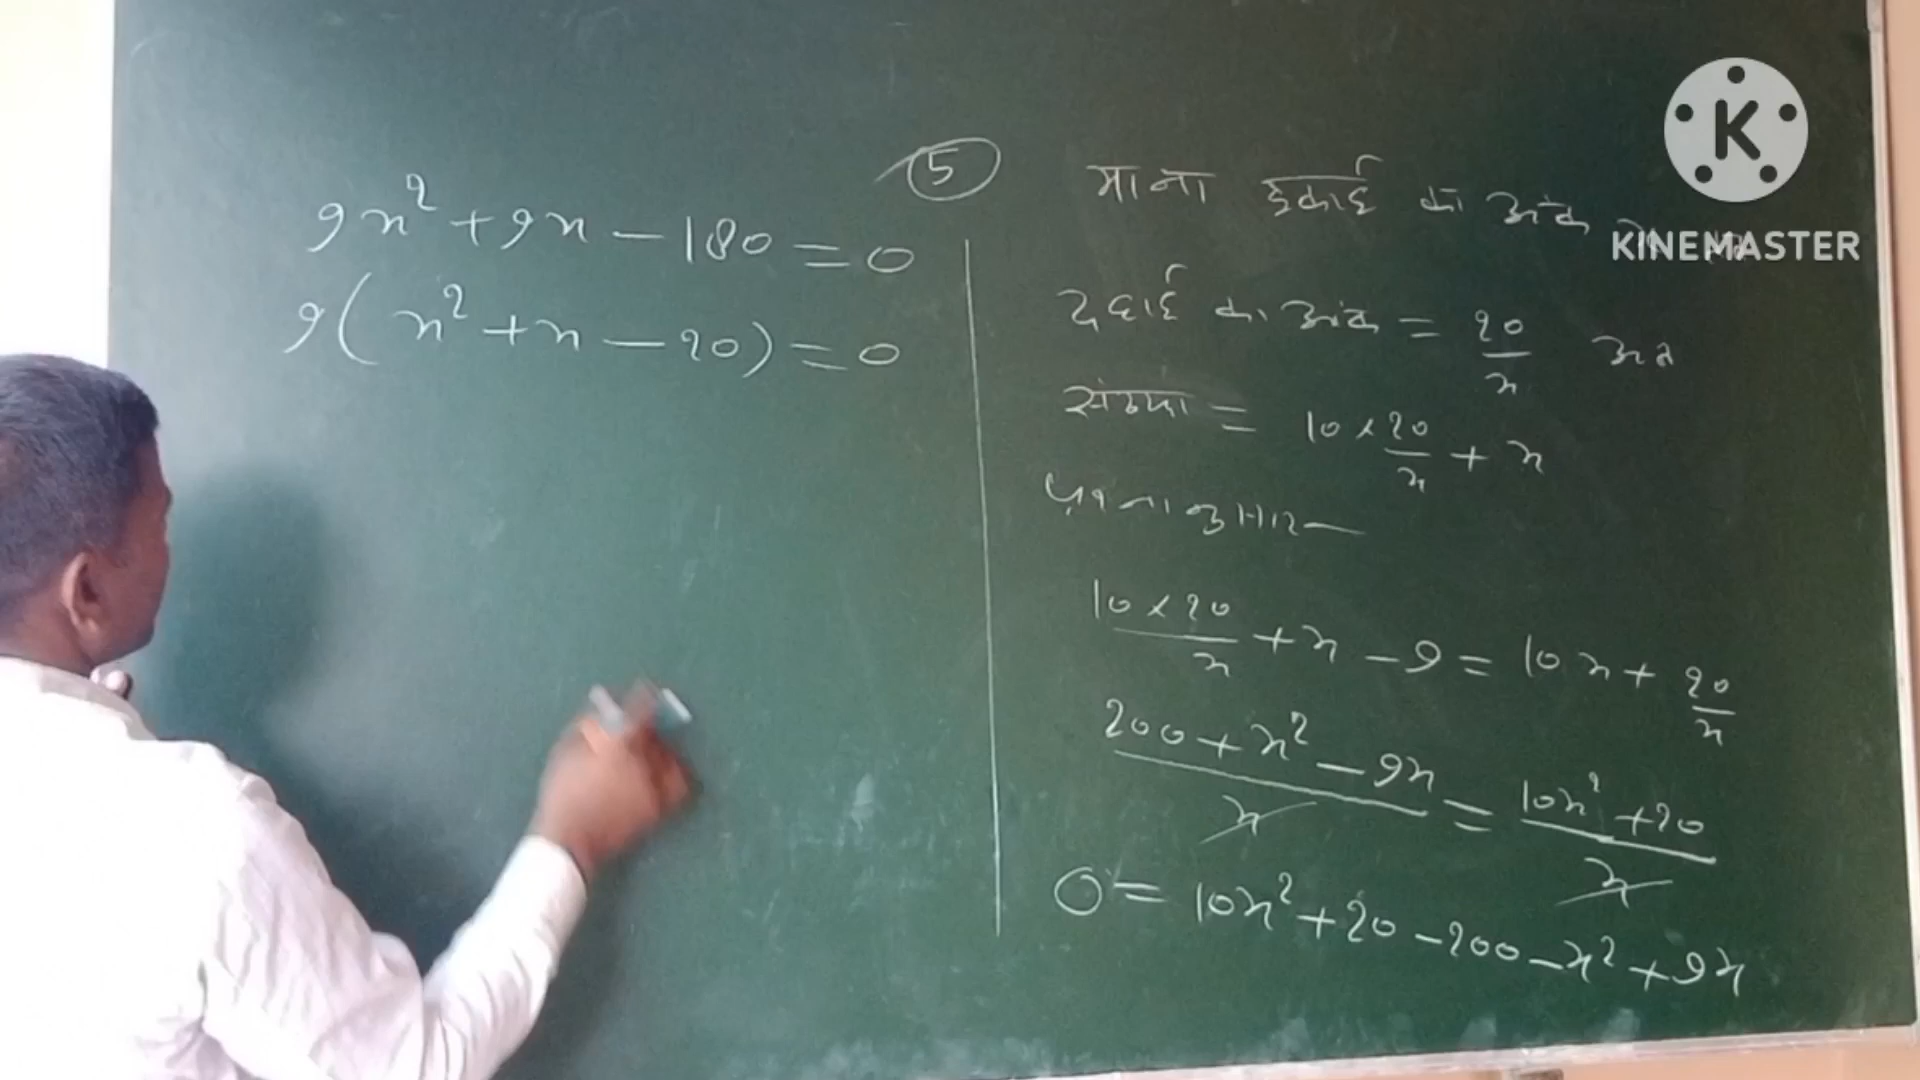 9x² + 9x - 180 = 0
9(x² + x - 20) = 0
5
माना इकाई का अंक
दहाई का अंक = 20/x अतः
संख्या = 10 × 20/x + x
प्रश्नानुसार -
10 × 20/x + x - 9 = 10x + 20/x
200 + x² - 9x/x = 10x² + 20/x
0 = 10x² + 20 - 200 - x² + 9x
K
KINEMASTER